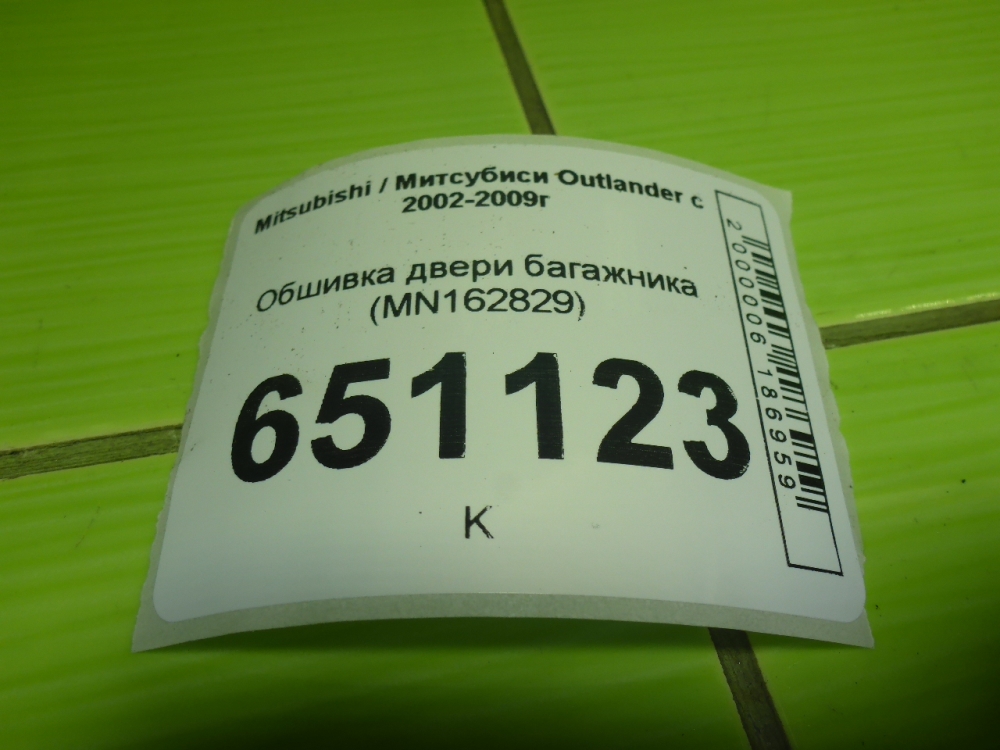 Mitsubishi / Митсубиси Outlander с
2002-2009г
Обшивка двери багажника
(MN162829)
651123
К
2000006186959